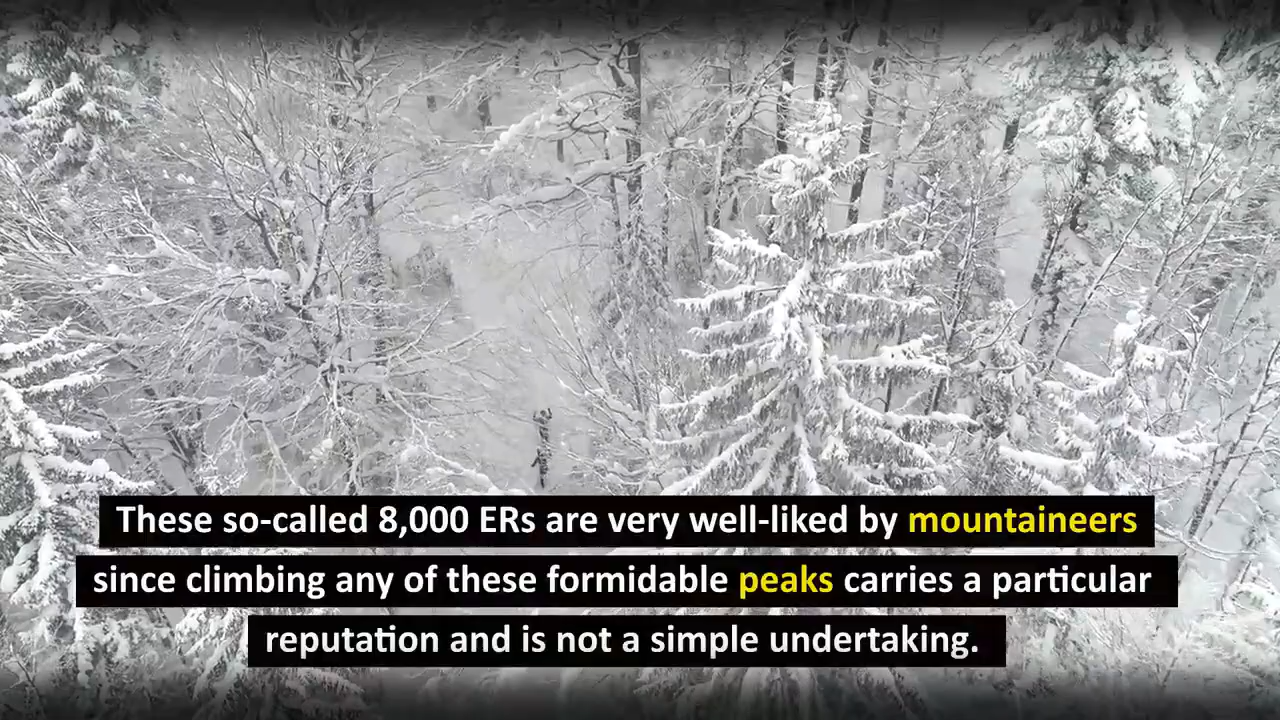 These so-called 8,000 ERs are very well-liked by mountaineers
since climbing any of these formidable peaks carries a particular
reputation and is not a simple undertaking.